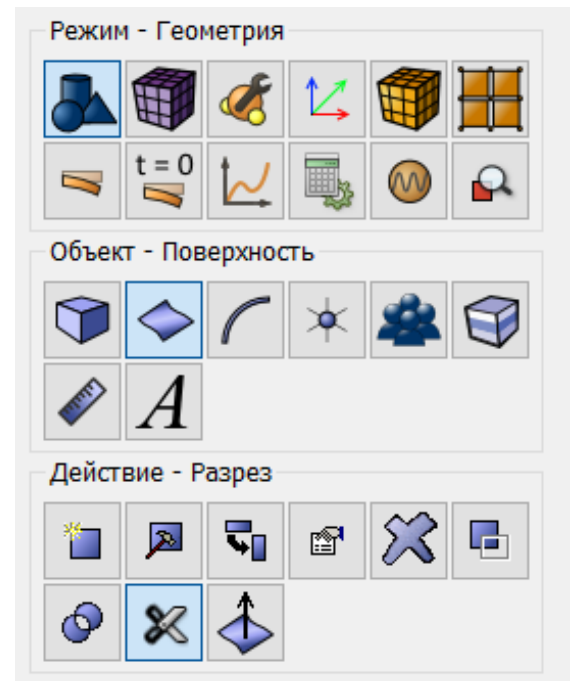 Режим - Геометрия
t = 0
Объект - Поверхность
A
Действие - Разрез